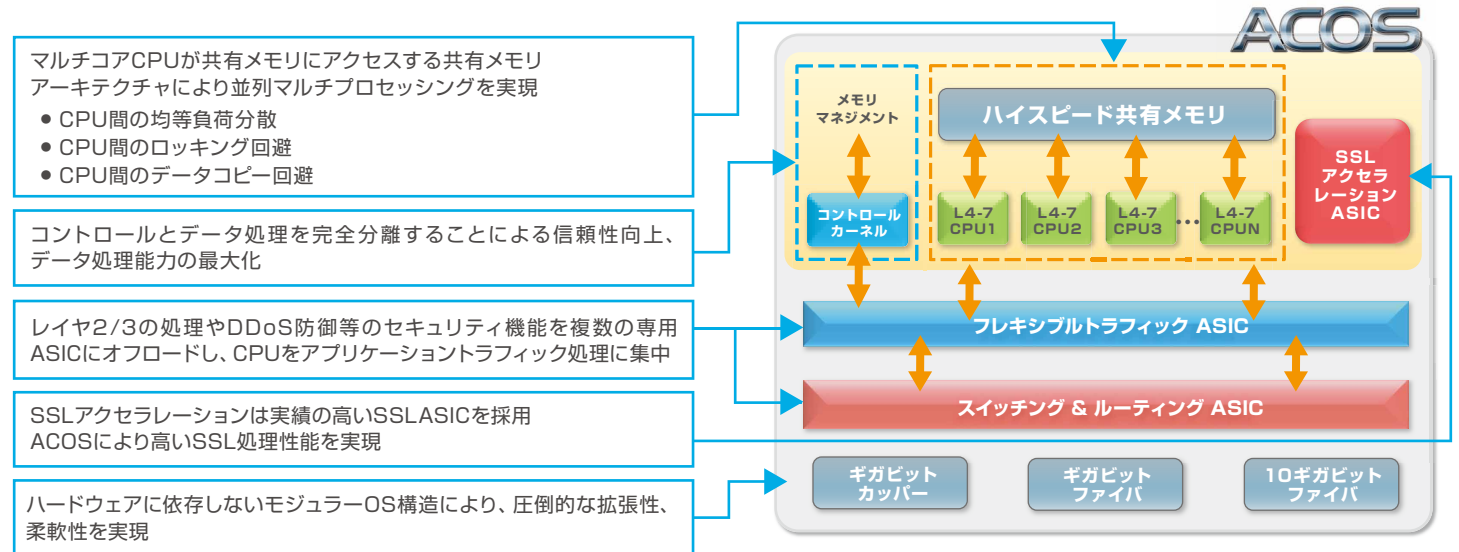 マルチコアCPUが共有メモリにアクセスする共有メモリ
アーキテクチャにより並列マルチプロセッシングを実現
● CPU間の均等負荷分散
● CPU間のロッキング回避
● CPU間のデータコピー回避
コントロールとデータ処理を完全分離することによる信頼性向上、
データ処理能力の最大化
レイヤ2/3の処理やDDoS防御等のセキュリティ機能を複数の専用
ASICにオフロードし、CPUをアプリケーショントラフィック処理に集中
SSLアクセラレーションは実績の高いSSLASICを採用
ACOSにより高いSSL処理性能を実現
ハードウェアに依存しないモジュラーOS構造により、圧倒的な拡張性、
柔軟性を実現
ACOS
メモリ
マネジメント
ハイスピード共有メモリ
コントロール
カーネル
L4-7
CPU1
L4-7
CPU2
L4-7
CPU3
...
L4-7
CPUN
SSL
アクセラ
レーション
ASIC
フレキシブルトラフィック ASIC
スイッチング & ルーティング ASIC
ギガビット
カッパー
ギガビット
ファイバ
10ギガビット
ファイバ